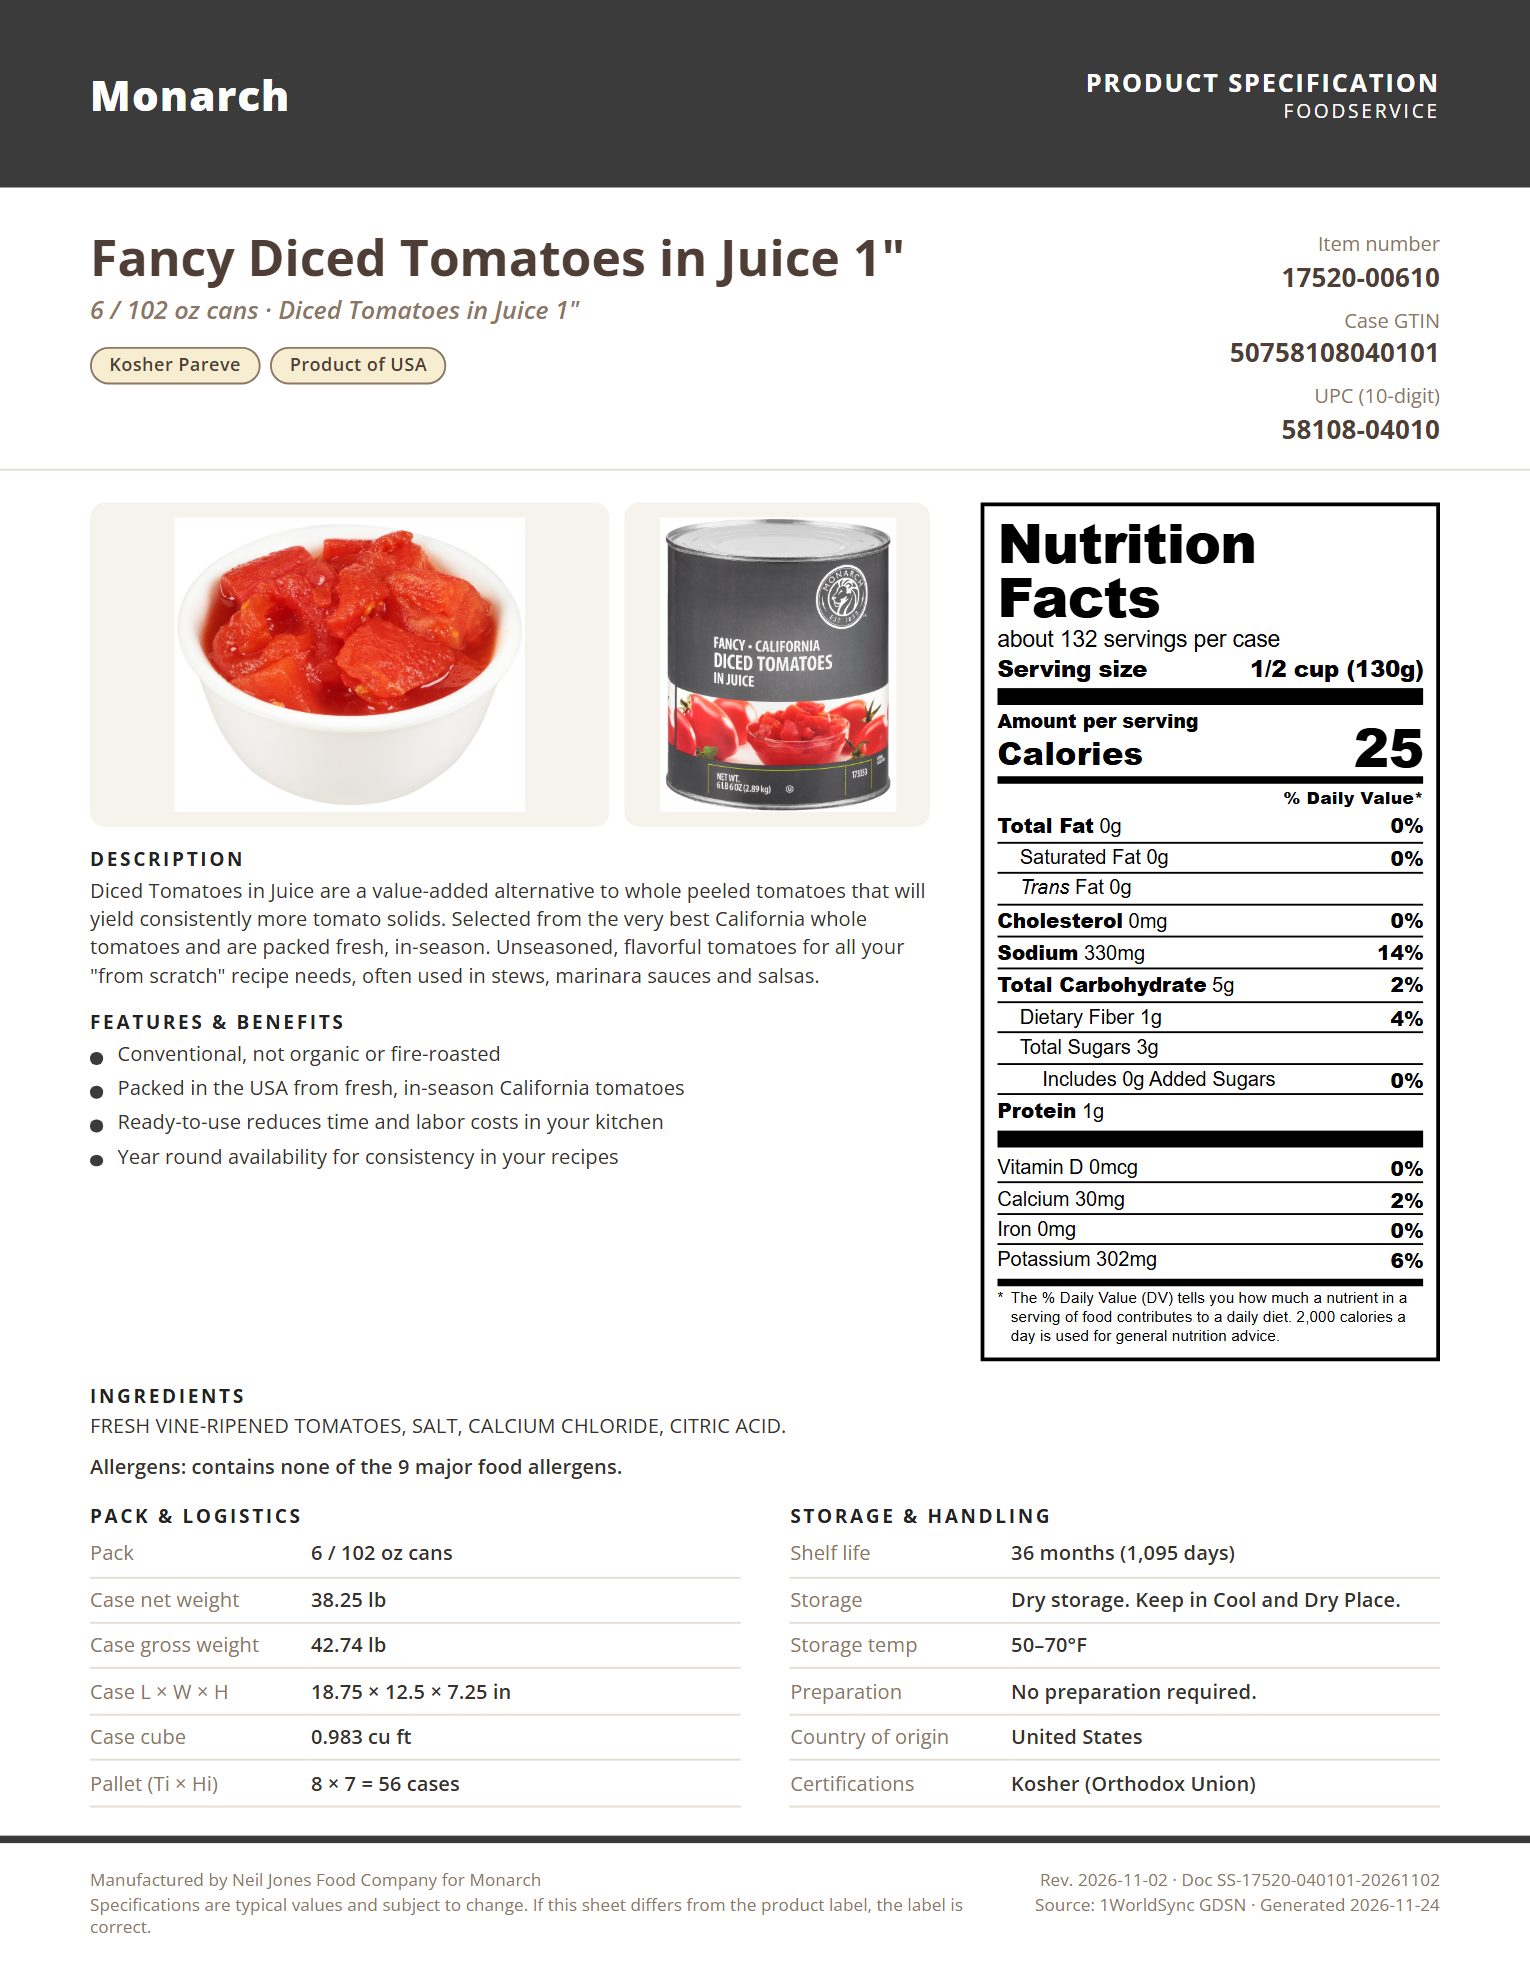 Monarch
PRODUCT SPECIFICATION
FOODSERVICE
Fancy Diced Tomatoes in Juice 1"
6 / 102 oz cans · Diced Tomatoes in Juice 1"
Kosher Pareve
Product of USA
Item number
17520-00610
Case GTIN
50758108040101
UPC (10-digit)
58108-04010
MONARCH
EST 1853
FANCY • CALIFORNIA
DICED TOMATOES
IN JUICE
NET WT.
6 LB 6 OZ (2.89 kg)
173353
DESCRIPTION
Diced Tomatoes in Juice are a value-added alternative to whole peeled tomatoes that will
yield consistently more tomato solids. Selected from the very best California whole
tomatoes and are packed fresh, in-season. Unseasoned, flavorful tomatoes for all your
"from scratch" recipe needs, often used in stews, marinara sauces and salsas.
FEATURES & BENEFITS
Conventional, not organic or fire-roasted
Packed in the USA from fresh, in-season California tomatoes
Ready-to-use reduces time and labor costs in your kitchen
Year round availability for consistency in your recipes
Nutrition
Facts
about 132 servings per case
Serving size 1/2 cup (130g)
Amount per serving
Calories 25
% Daily Value*
Total Fat 0g 0%
Saturated Fat 0g 0%
Trans Fat 0g
Cholesterol 0mg 0%
Sodium 330mg 14%
Total Carbohydrate 5g 2%
Dietary Fiber 1g 4%
Total Sugars 3g
Includes 0g Added Sugars 0%
Protein 1g
Vitamin D 0mcg 0%
Calcium 30mg 2%
Iron 0mg 0%
Potassium 302mg 6%
* The % Daily Value (DV) tells you how much a nutrient in a
serving of food contributes to a daily diet. 2,000 calories a
day is used for general nutrition advice.
INGREDIENTS
FRESH VINE-RIPENED TOMATOES, SALT, CALCIUM CHLORIDE, CITRIC ACID.
Allergens: contains none of the 9 major food allergens.
PACK & LOGISTICS
Pack 6 / 102 oz cans
Case net weight 38.25 lb
Case gross weight 42.74 lb
Case L × W × H 18.75 × 12.5 × 7.25 in
Case cube 0.983 cu ft
Pallet (Ti × Hi) 8 × 7 = 56 cases
STORAGE & HANDLING
Shelf life 36 months (1,095 days)
Storage Dry storage. Keep in Cool and Dry Place.
Storage temp 50–70°F
Preparation No preparation required.
Country of origin United States
Certifications Kosher (Orthodox Union)
Manufactured by Neil Jones Food Company for Monarch
Specifications are typical values and subject to change. If this sheet differs from the product label, the label is
correct.
Rev. 2026-11-02 · Doc SS-17520-040101-20261102
Source: 1WorldSync GDSN · Generated 2026-11-24